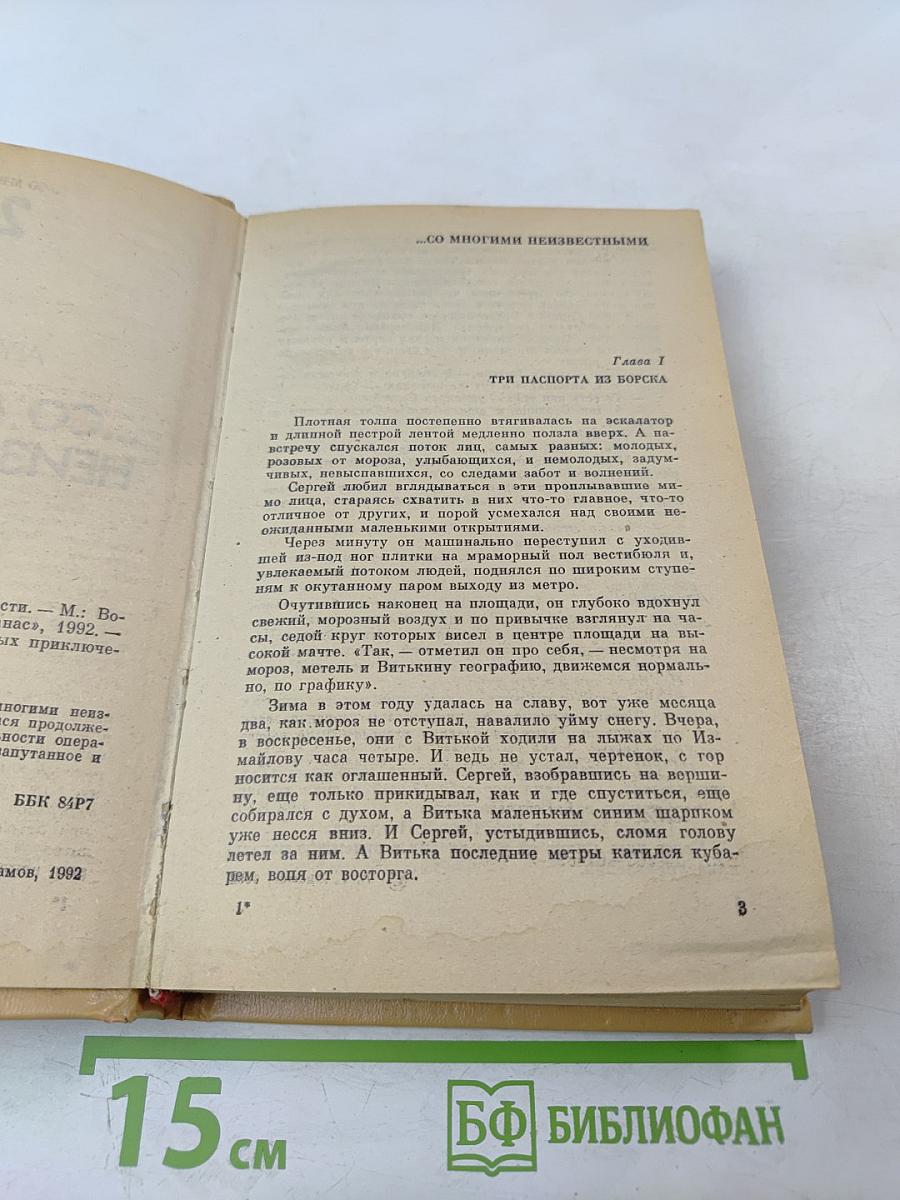 сти. — М.: Во-
нас», 1992. —
ых приключе-
многими неиз-
ся продолже-
ьности опера-
запутанное и
ББК 84Р7
амов, 1992
...СО МНОГИМИ НЕИЗВЕСТНЫМИ
Глава I
ТРИ ПАСПОРТА ИЗ БОРСКА
Плотная толпа постепенно втягивалась на эскалатор
и длинной пестрой лентой медленно ползла вверх. А на-
встречу спускался поток лиц, самых разных: молодых,
розовых от мороза, улыбающихся, и немолодых, задум-
чивых, невыспавшихся, со следами забот и волнений.
Сергей любил вглядываться в эти проплывавшие ми-
мо лица, стараясь схватить в них что-то главное, что-то
отличное от других, и порой усмехался над своими не-
ожиданными маленькими открытиями.
Через минуту он машинально переступил с уходив-
шей из-под ног плитки на мраморный пол вестибюля и,
увлекаемый потоком людей, поднялся по широким ступе-
ням к окутанному паром выходу из метро.
Очутившись наконец на площади, он глубоко вдохнул
свежий, морозный воздух и по привычке взглянул на ча-
сы, седой круг которых висел в центре площади на вы-
сокой мачте. «Так, — отметил он про себя, — несмотря на
мороз, метель и Витькину географию, движемся нормаль-
но, по графику».
Зима в этом году удалась на славу, вот уже месяца
два, как мороз не отступал, навалило уйму снегу. Вчера,
в воскресенье, они с Витькой ходили на лыжах по Из-
майлову часа четыре. И ведь не устал, чертенок, с гор
носится как оглашенный. Сергей, взобравшись на верши-
ну, еще только прикидывал, как и где спуститься, еще
собирался с духом, а Витька маленьким синим шариком
уже несся вниз. И Сергей, устыдившись, сломя голову
летел за ним. А Витька последние метры катился куба-
рем, вопя от восторга.
1*
3
15 см
БФ БИБЛИОФАН